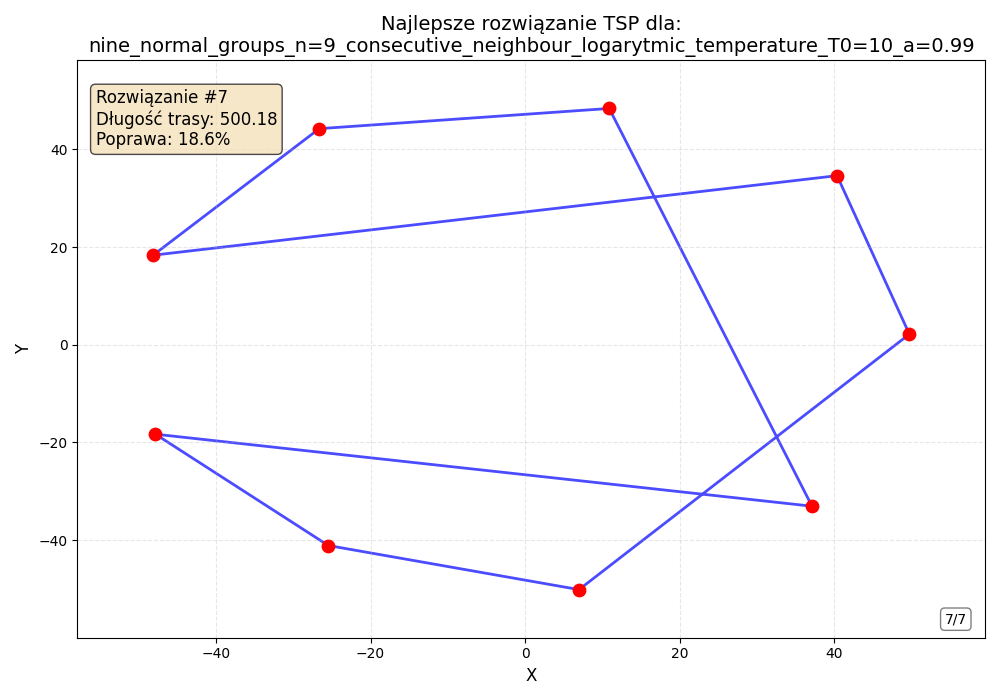 Najlepsze rozwiązanie TSP dla:
nine_normal_groups_n=9_consecutive_neighbour_logarytmic_temperature_T0=10_a=0.99
Rozwiązanie #7
Długość trasy: 500.18
Poprawa: 18.6%
40
20
0
−20
−40
Y
7/7
−40
−20
0
20
40
X